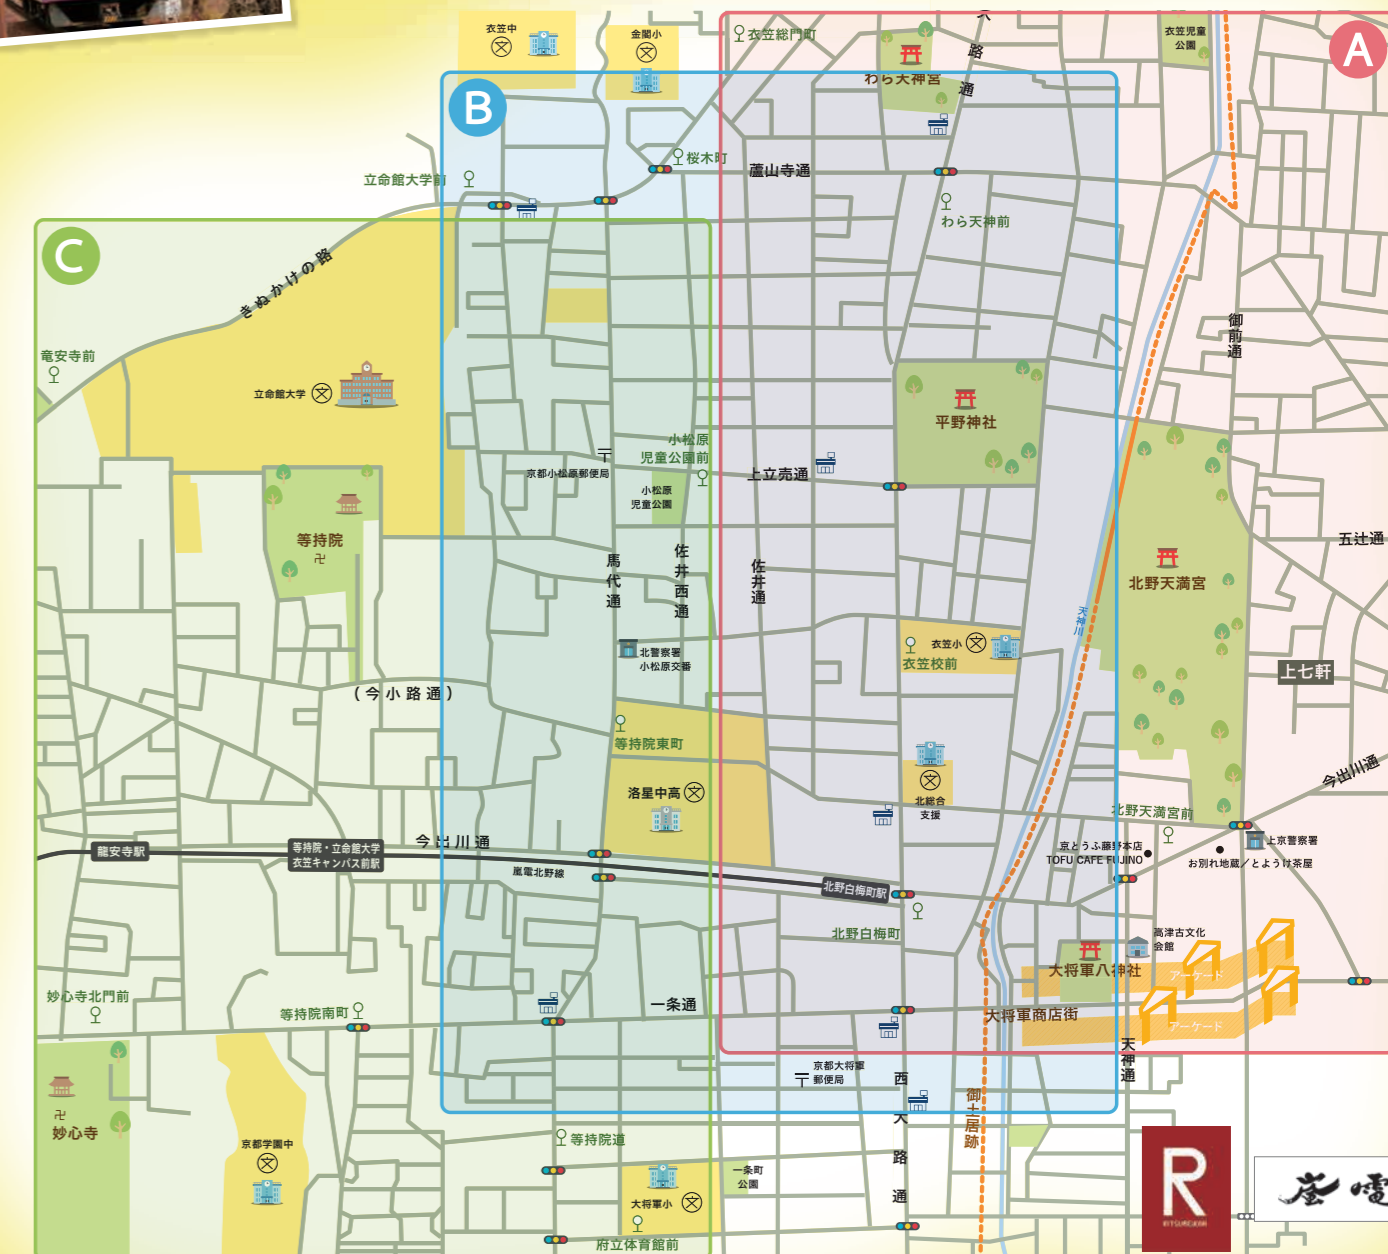 衣笠中
金閣小
衣笠総門町
路
通
衣笠児童
公園
A
わら天神宮
B
桜木町
蘆山寺通
立命館大学前
わら天神前
C
きぬかけの路
御前通
竜安寺前
立命館大学
平野神社
小松原
児童公園前
京都小松原郵便局
上立売通
小松原
児童公園
等持院
卍
馬代通
佐井西通
佐井通
五辻通
北野天満宮
天神川
北警察署
小松原交番
衣笠小
衣笠校前
上七軒
(今小路通)
等持院東町
洛星中高
北総合
支援
今出川通
北野天満宮前
今出川通
龍安寺駅
等持院・立命館大学
衣笠キャンパス前駅
京とうふ藤野本店
TOFU CAFE FUJINO
上京警察署
お別れ地蔵/とようけ茶屋
嵐電北野線
北野白梅町駅
北野白梅町
高津古文化
会館
大将軍八神社
アーケード
妙心寺北門前
等持院南町
一条通
大将軍商店街
アーケード
天神通
京都大将軍
郵便局
西大路通
御土居跡
卍
妙心寺
京都学園中
等持院道
一条町
公園
大将軍小
府立体育館前
R
RITSUMEIKAN